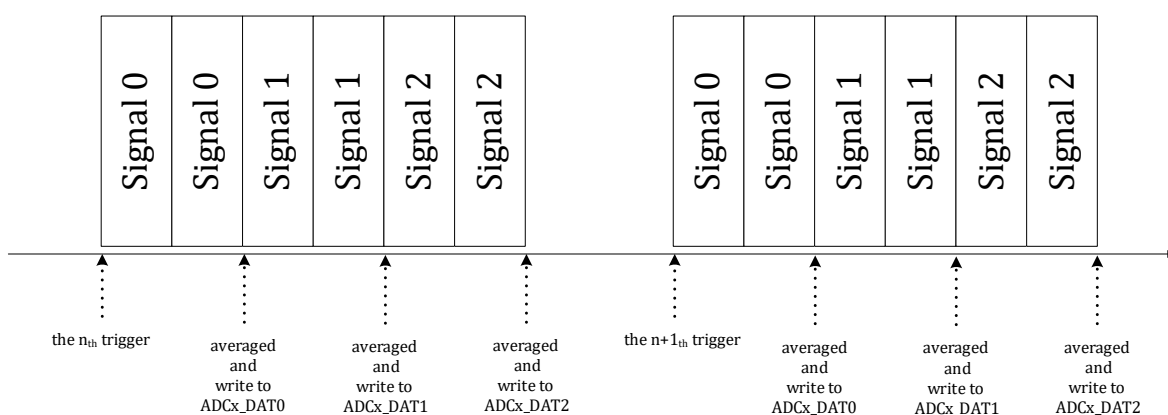 Signal 0
Signal 0
Signal 1
Signal 1
Signal 2
Signal 2
Signal 0
Signal 0
Signal 1
Signal 1
Signal 2
Signal 2
the nth trigger
averaged
and
write to
ADCx_DAT0
averaged
and
write to
ADCx_DAT1
averaged
and
write to
ADCx_DAT2
the n+1th trigger
averaged
and
write to
ADCx_DAT0
averaged
and
write to
ADCx_DAT1
averaged
and
write to
ADCx_DAT2